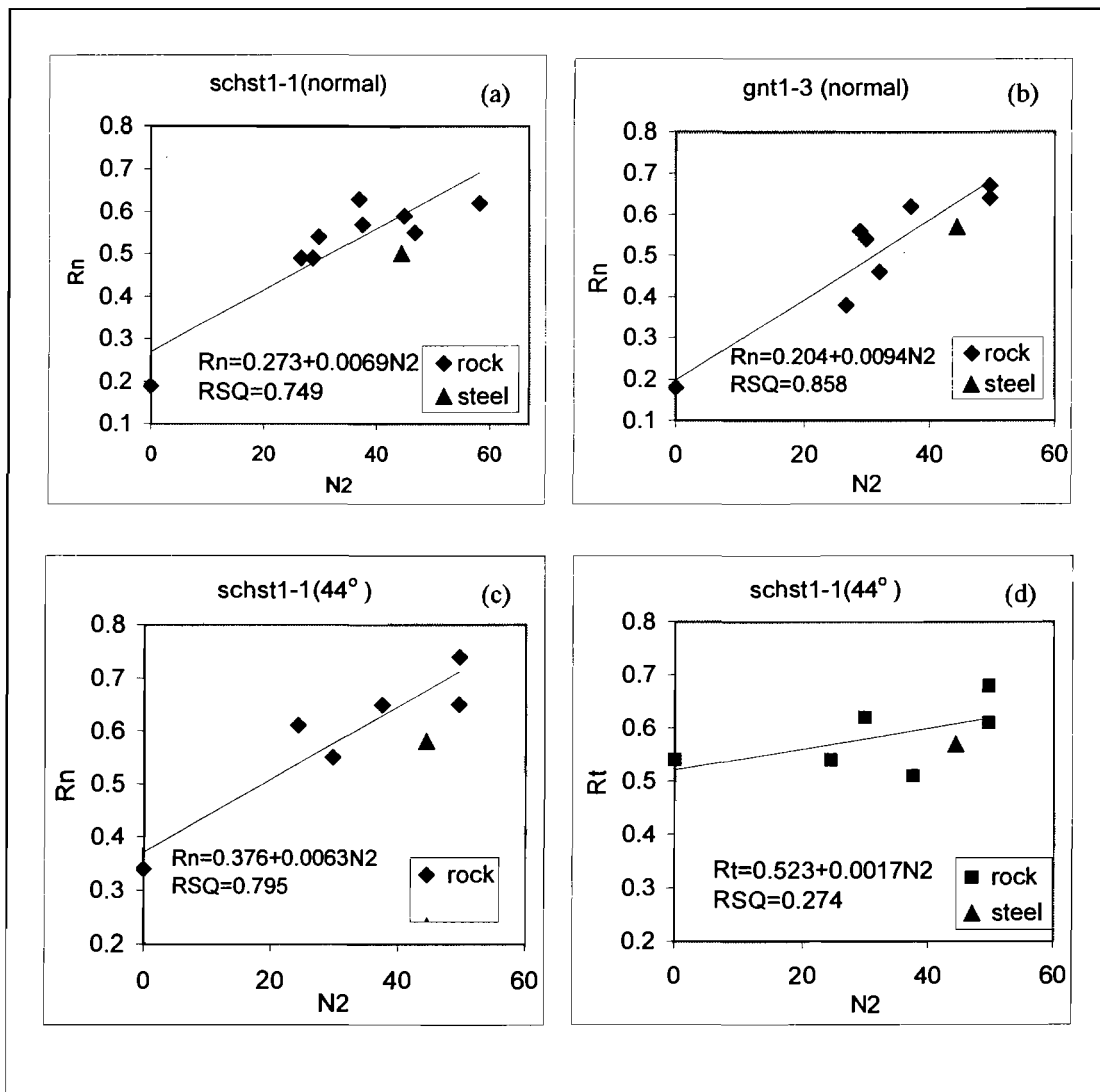 schst1-1(normal) (a)
Rn
0.8
0.7
0.6
0.5
0.4
0.3
0.2
0.1
Rn=0.273+0.0069N2
RSQ=0.749
rock
steel
0 20 40 60
N2
gnt1-3 (normal) (b)
Rn
0.8
0.7
0.6
0.5
0.4
0.3
0.2
0.1
Rn=0.204+0.0094N2
RSQ=0.858
rock
steel
0 20 40 60
N2
schst1-1(44°) (c)
Rn
0.8
0.7
0.6
0.5
0.4
0.3
0.2
Rn=0.376+0.0063N2
RSQ=0.795
rock
0 20 40 60
N2
schst1-1(44°) (d)
Rt
0.8
0.7
0.6
0.5
0.4
0.3
0.2
Rt=0.523+0.0017N2
RSQ=0.274
rock
steel
0 20 40 60
N2